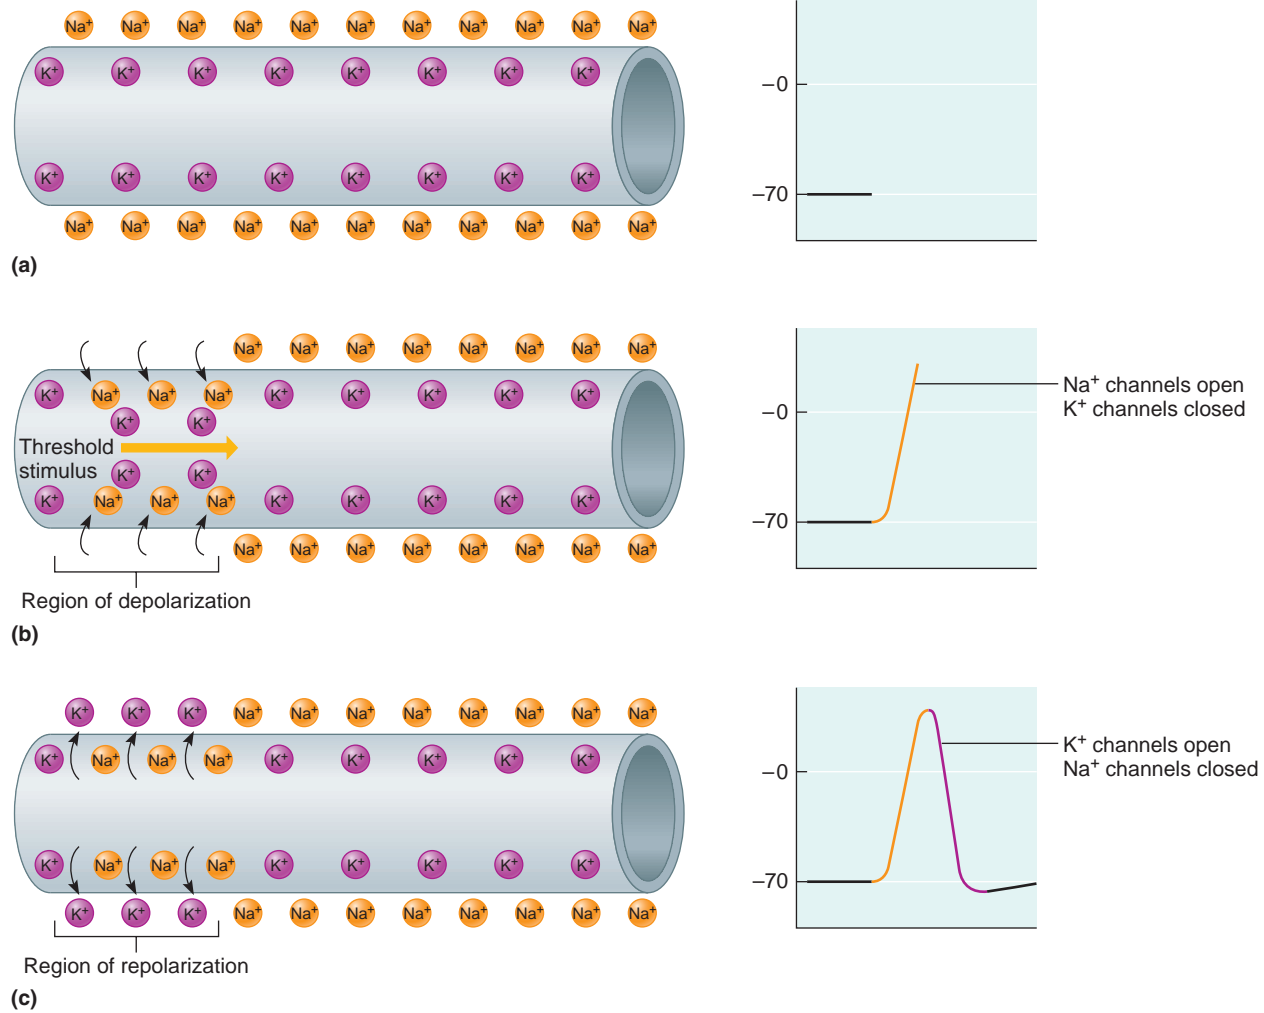 Na+ Na+ Na+ Na+ Na+ Na+ Na+ Na+ Na+ Na+ Na+
K+ K+ K+ K+ K+ K+ K+ K+
K+ K+ K+ K+ K+ K+ K+ K+
Na+ Na+ Na+ Na+ Na+ Na+ Na+ Na+ Na+ Na+ Na+
–0
–70
(a)
Na+ Na+ Na+ Na+ Na+ Na+ Na+ Na+
K+ Na+ Na+ Na+ K+ K+ K+ K+ K+
K+ K+
Threshold
stimulus
K+ K+
K+ Na+ Na+ Na+ K+ K+ K+ K+ K+
Na+ Na+ Na+ Na+ Na+ Na+ Na+ Na+
Region of depolarization
–0
–70
Na+ channels open
K+ channels closed
(b)
K+ K+ K+ Na+ Na+ Na+ Na+ Na+ Na+ Na+ Na+
K+ Na+ Na+ Na+ K+ K+ K+ K+ K+
K+ Na+ Na+ Na+ K+ K+ K+ K+ K+
K+ K+ K+ Na+ Na+ Na+ Na+ Na+ Na+ Na+ Na+
Region of repolarization
–0
–70
K+ channels open
Na+ channels closed
(c)